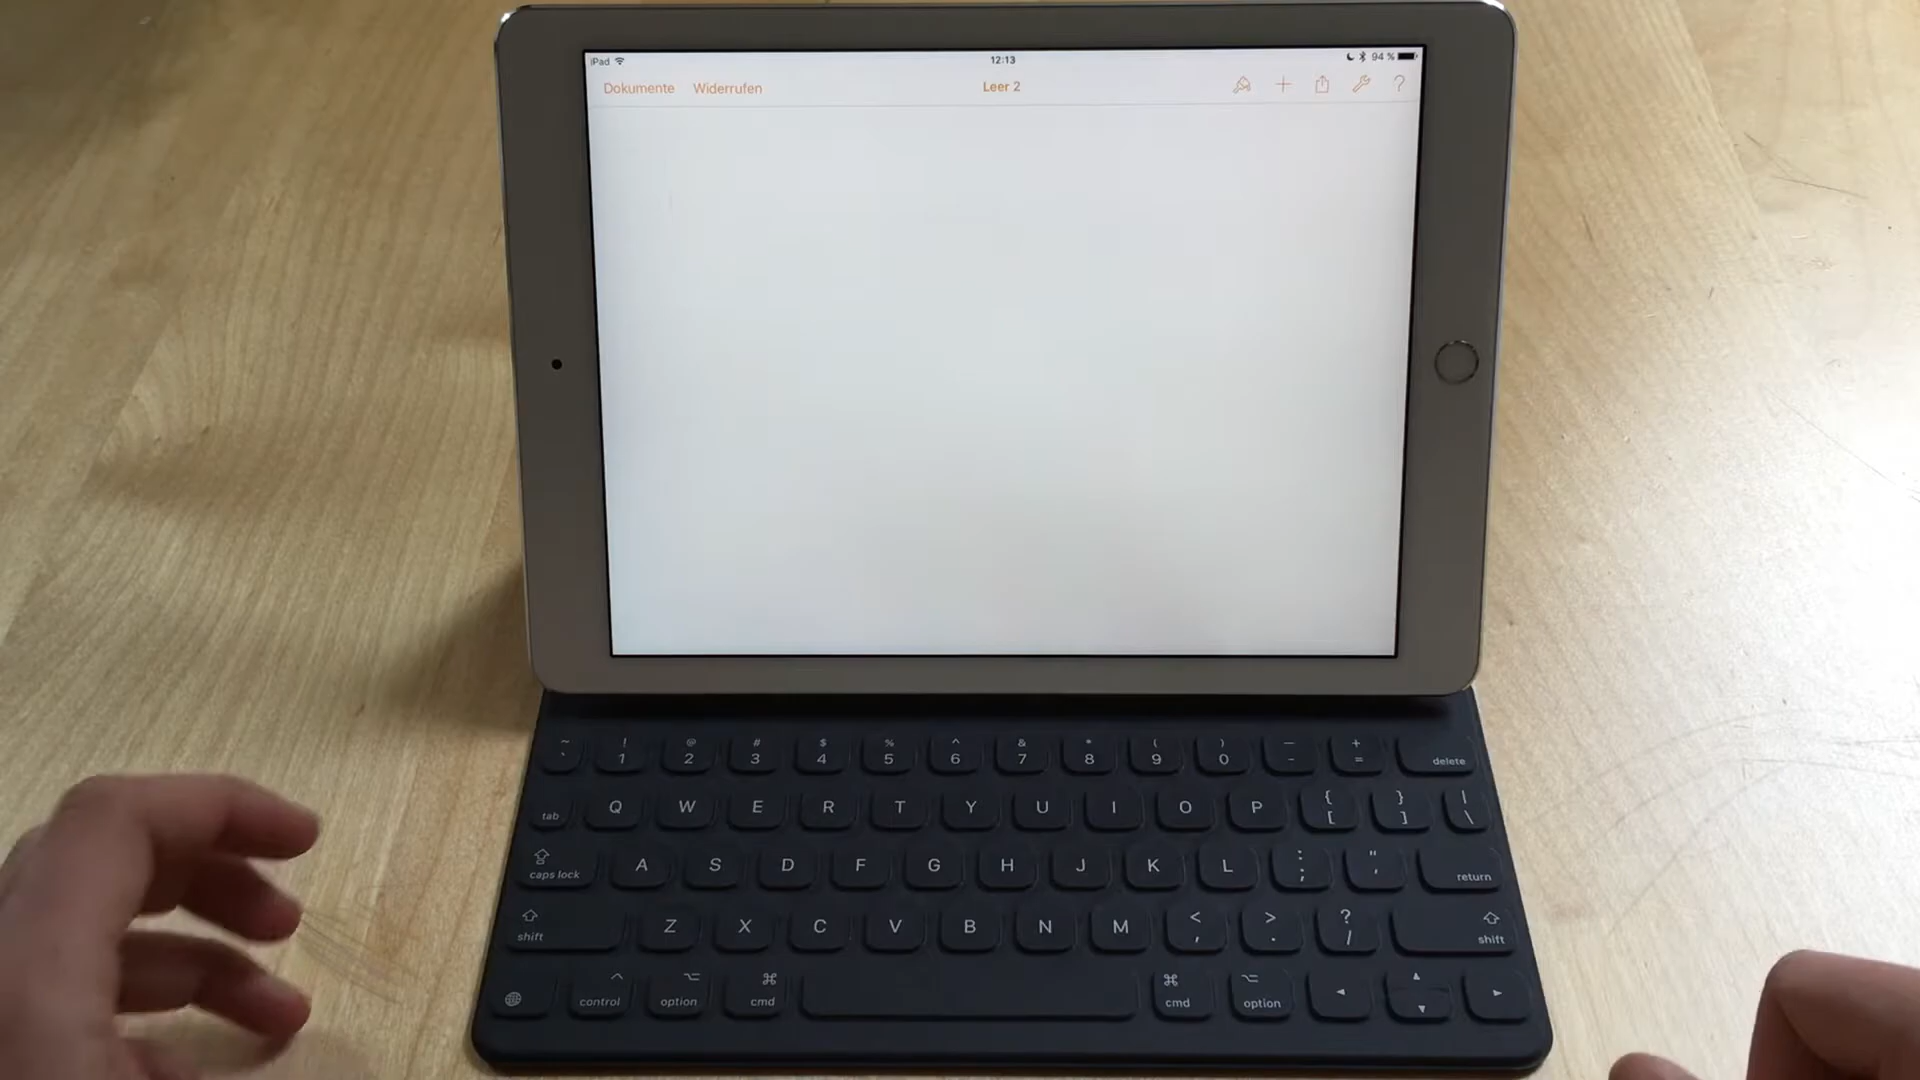 iPad 12:13 94 %
Dokumente Widerrufen Leer 2 + ?
~ ! @ # $ % ^ & * ( ) — +
` 1 2 3 4 5 6 7 8 9 0 - = delete
tab Q W E R T Y U I O P { [ } ] | \
caps lock A S D F G H J K L : ; " ' return
shift Z X C V B N M < , > . ? / shift
control option cmd cmd option